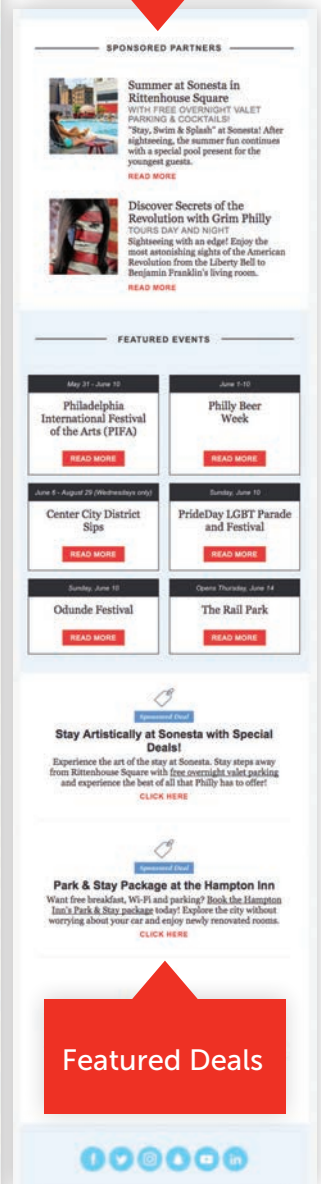 SPONSORED PARTNERS
Summer at Sonesta in
Rittenhouse Square
WITH FREE OVERNIGHT VALET
PARKING & COCKTAILS!
"Stay, Swim & Splash" at Sonesta! After
sightseeing, the summer fun continues
with a special pool present for the
youngest guests.
READ MORE
Discover Secrets of the
Revolution with Grim Philly
TOURS DAY AND NIGHT
Sightseeing with an edge! Enjoy the
most astonishing sights of the American
Revolution from the Liberty Bell to
Benjamin Franklin's living room.
READ MORE
FEATURED EVENTS
May 31 - June 10
Philadelphia
International Festival
of the Arts (PIFA)
READ MORE
June 1-10
Philly Beer
Week
READ MORE
June 6 - August 29 (Wednesdays only)
Center City District
Sips
READ MORE
Sunday, June 10
PrideDay LGBT Parade
and Festival
READ MORE
Sunday, June 10
Odunde Festival
READ MORE
Opens Thursday, June 14
The Rail Park
READ MORE
Sponsored Deal
Stay Artistically at Sonesta with Special
Deals!
Experience the art of the stay at Sonesta. Stay steps away
from Rittenhouse Square with free overnight valet parking
and experience the best of all that Philly has to offer!
CLICK HERE
Sponsored Deal
Park & Stay Package at the Hampton Inn
Want free breakfast, Wi-Fi and parking? Book the Hampton
Inn's Park & Stay package today! Explore the city without
worrying about your car and enjoy newly renovated rooms.
CLICK HERE
Featured Deals